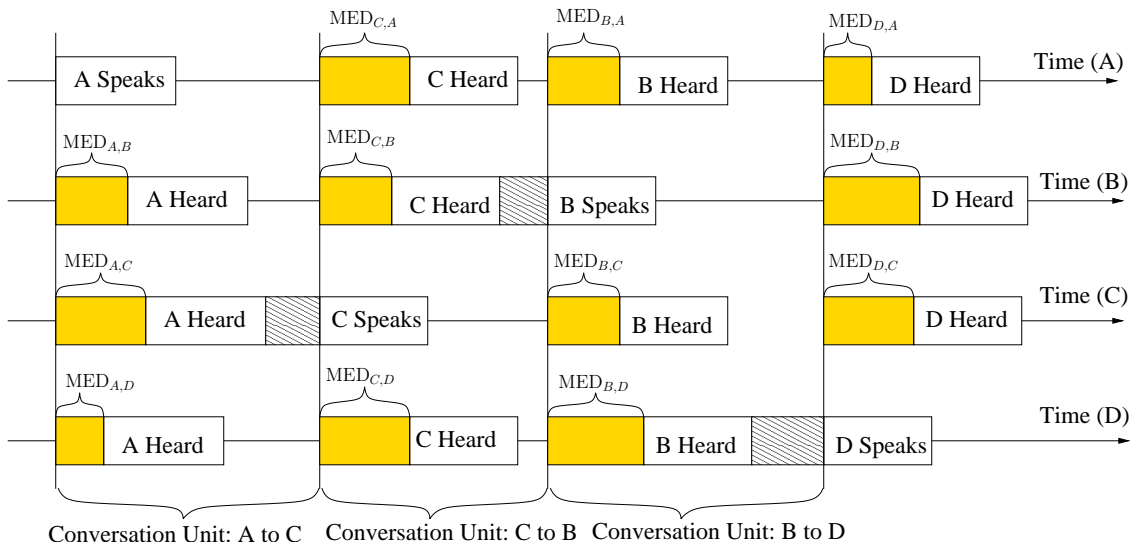 MED_{C,A} MED_{B,A} MED_{D,A}
A Speaks C Heard B Heard D Heard Time (A)
MED_{A,B} MED_{C,B} MED_{D,B}
A Heard C Heard B Speaks D Heard Time (B)
MED_{A,C} MED_{B,C} MED_{D,C}
A Heard C Speaks B Heard D Heard Time (C)
MED_{A,D} MED_{C,D} MED_{B,D}
A Heard C Heard B Heard D Speaks Time (D)
Conversation Unit: A to C Conversation Unit: C to B Conversation Unit: B to D